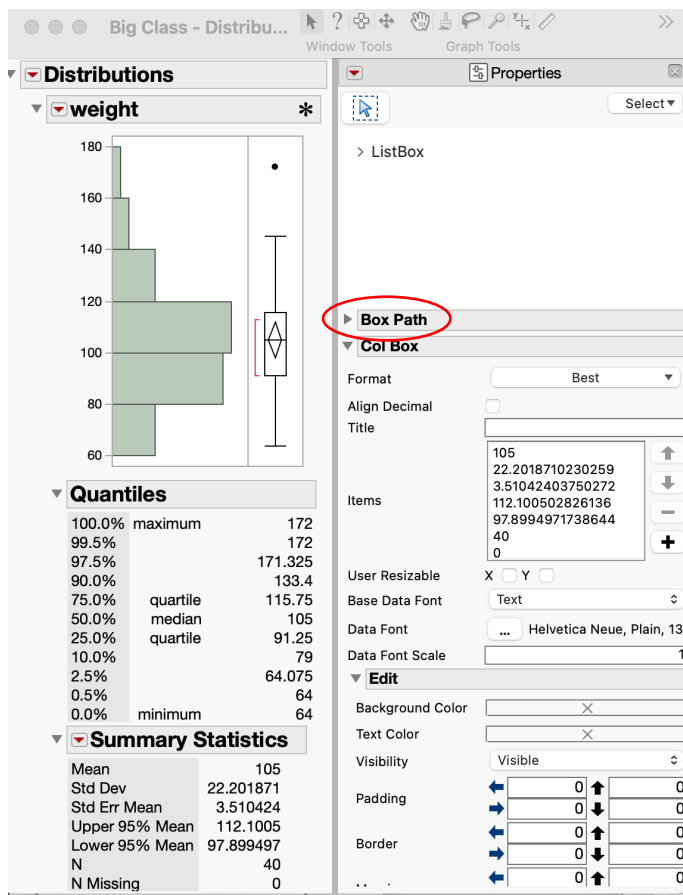 Big Class - Distribu...
Window Tools
Graph Tools
Distributions
weight
180
160
140
120
100
80
60
Quantiles
100.0% maximum 172
99.5% 172
97.5% 171.325
90.0% 133.4
75.0% quartile 115.75
50.0% median 105
25.0% quartile 91.25
10.0% 79
2.5% 64.075
0.5% 64
0.0% minimum 64
Summary Statistics
Mean 105
Std Dev 22.201871
Std Err Mean 3.510424
Upper 95% Mean 112.1005
Lower 95% Mean 97.899497
N 40
N Missing 0
Properties
Select
ListBox
Box Path
Col Box
Format Best
Align Decimal
Title
Items
105
22.2018710230259
3.51042403750272
112.100502826136
97.8994971738644
40
0
User Resizable X Y
Base Data Font Text
Data Font ... Helvetica Neue, Plain, 13
Data Font Scale 1
Edit
Background Color
Text Color
Visibility Visible
Padding
0 0
0 0
Border
0 0
0 0
0 0